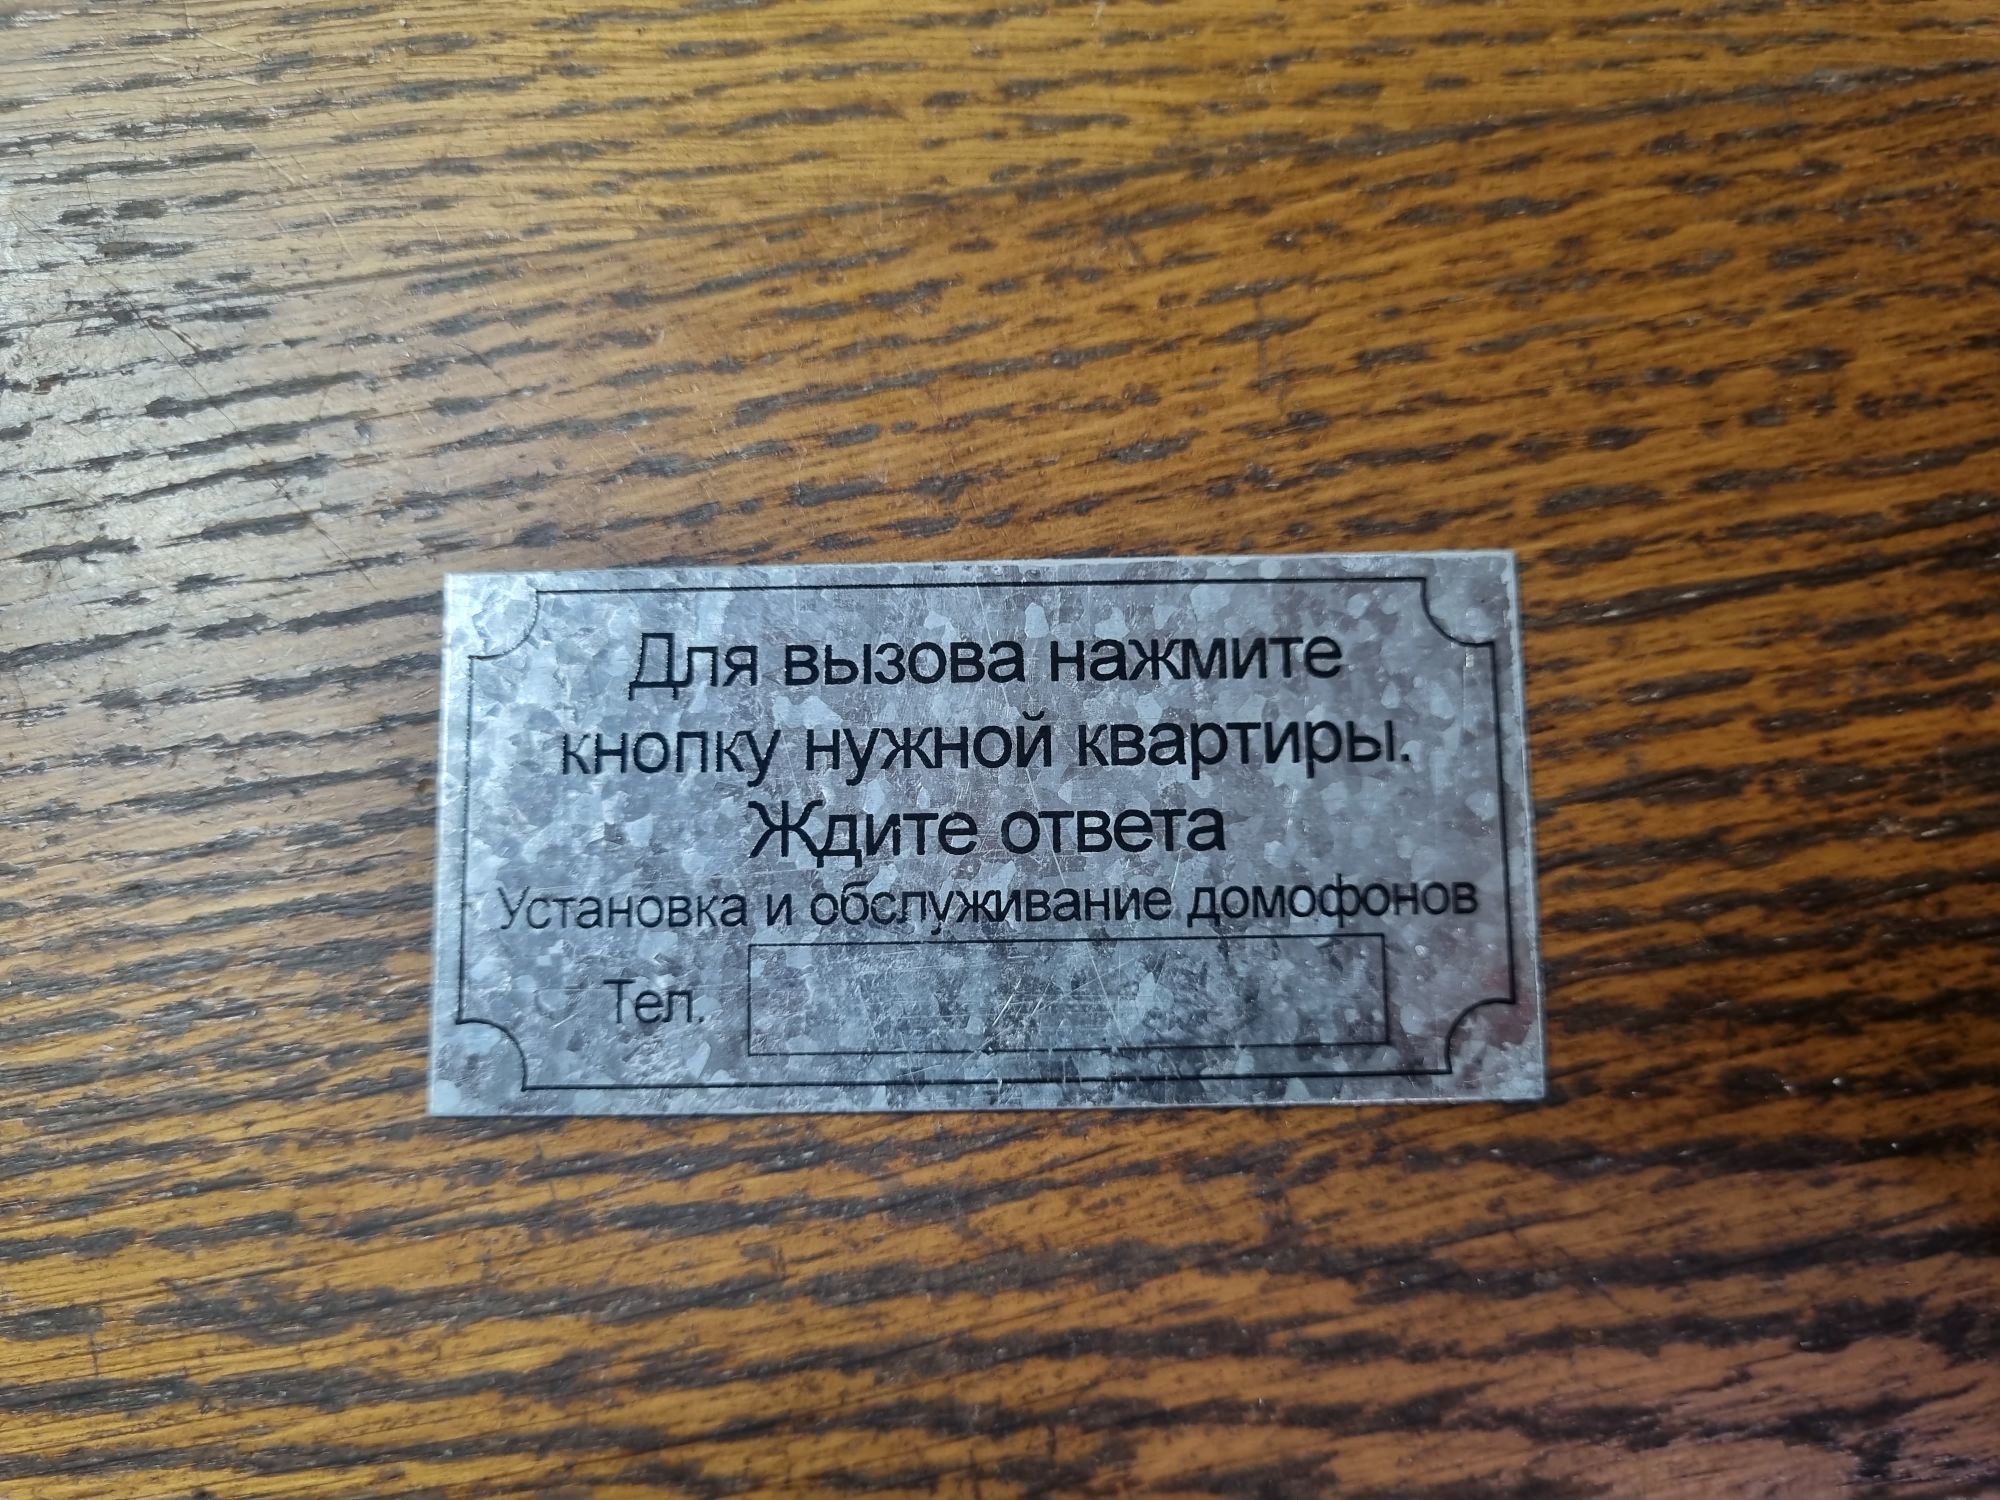 Для вызова нажмите
кнопку нужной квартиры.
Ждите ответа
Установка и обслуживание домофонов
Тел.